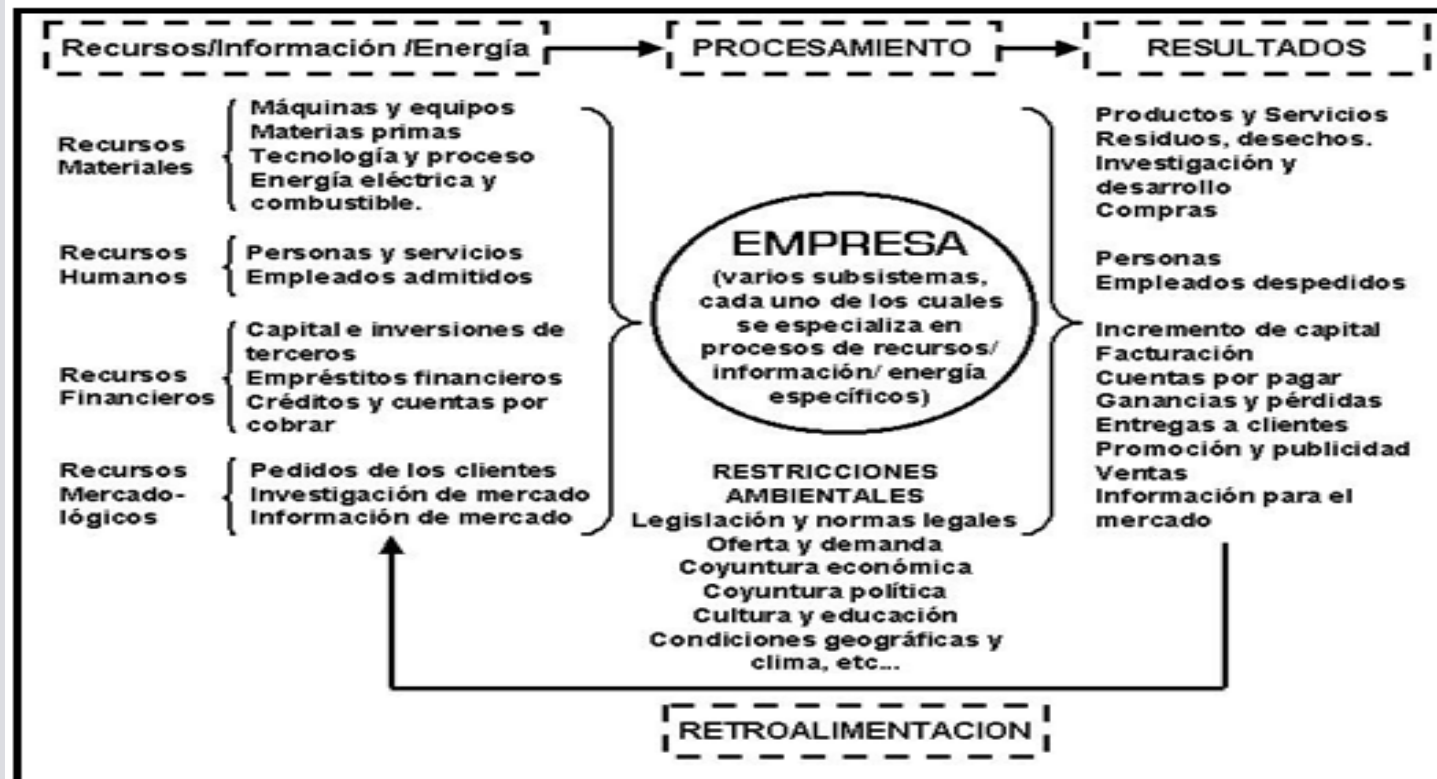 Recursos/Información /Energía
PROCESAMIENTO
RESULTADOS
Recursos
Materiales
Máquinas y equipos
Materias primas
Tecnología y proceso
Energía eléctrica y
combustible.
Recursos
Humanos
Personas y servicios
Empleados admitidos
Recursos
Financieros
Capital e inversiones de
terceros
Empréstitos financieros
Créditos y cuentas por
cobrar
Recursos
Mercado-
lógicos
Pedidos de los clientes
Investigación de mercado
Información de mercado
EMPRESA
(varios subsistemas,
cada uno de los cuales
se especializa en
procesos de recursos/
información/ energía
específicos)
RESTRICCIONES
AMBIENTALES
Legislación y normas legales
Oferta y demanda
Coyuntura económica
Coyuntura política
Cultura y educación
Condiciones geográficas y
clima, etc...
Productos y Servicios
Residuos, desechos.
Investigación y
desarrollo
Compras
Personas
Empleados despedidos
Incremento de capital
Facturación
Cuentas por pagar
Ganancias y pérdidas
Entregas a clientes
Promoción y publicidad
Ventas
Información para el
mercado
RETROALIMENTACION